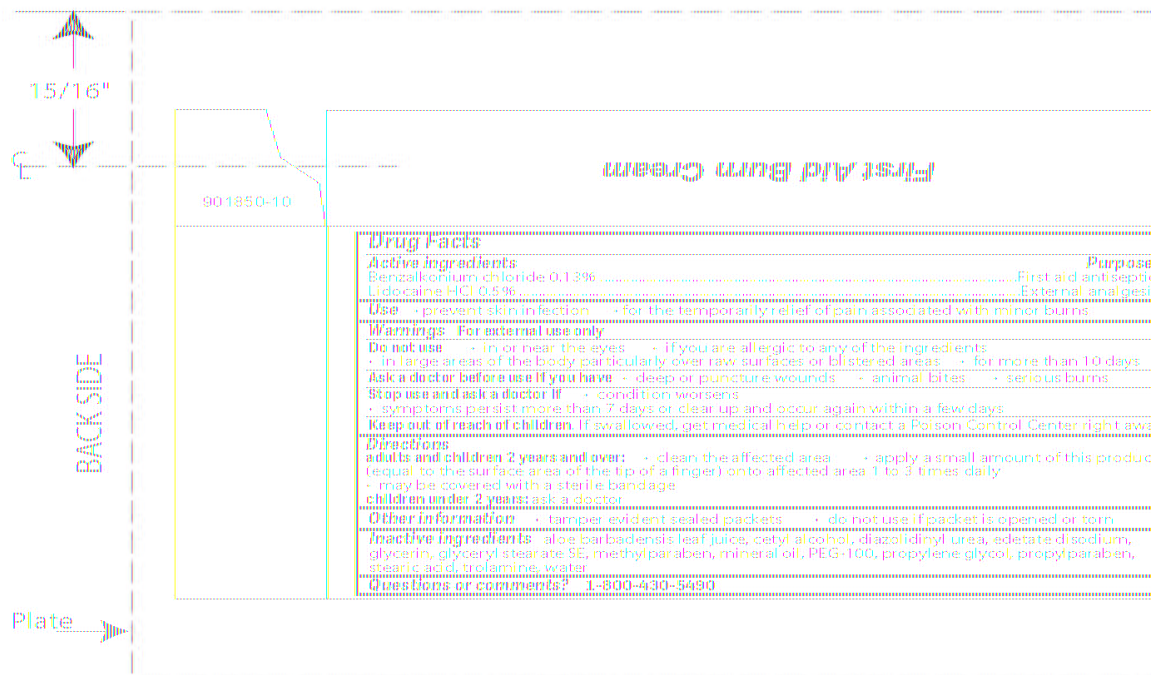 15/16"
First Aid Burn Cream
901850-10
Drug Facts
Active ingredients Purpose
Benzalkonium chloride 0.13% First aid antiseptic
Lidocaine HCl 0.5% External analgesi
Use · prevent skin infection · for the temporarily relief of pain associated with minor burns
Warnings For external use only
Do not use · in or near the eyes · if you are allergic to any of the ingredients
· in large areas of the body particularly over raw surfaces or blistered areas · for more than 10 days
Ask a doctor before use if you have · deep or puncture wounds · animal bites · serious burns
Stop use and ask a doctor if · condition worsens
· symptoms persist more than 7 days or clear up and occur again within a few days
Keep out of reach of children. If swallowed, get medical help or contact a Poison Control Center right awa
Directions
adults and children 2 years and over: · clean the affected area · apply a small amount of this produc
(equal to the surface area of the tip of a finger) onto affected area 1 to 3 times daily
· may be covered with a sterile bandage
children under 2 years: ask a doctor
Other information · tamper evident sealed packets · do not use if packet is opened or torn
Inactive ingredients aloe barbadensis leaf juice, cetyl alcohol, diazolidinyl urea, edetate disodium,
glycerin, glyceryl stearate SE, methylparaben, mineral oil, PEG-100, propylene glycol, propylparaben,
stearic acid, trolamine, water
Questions or comments? 1-800-430-5490
BACK SIDE
Plate